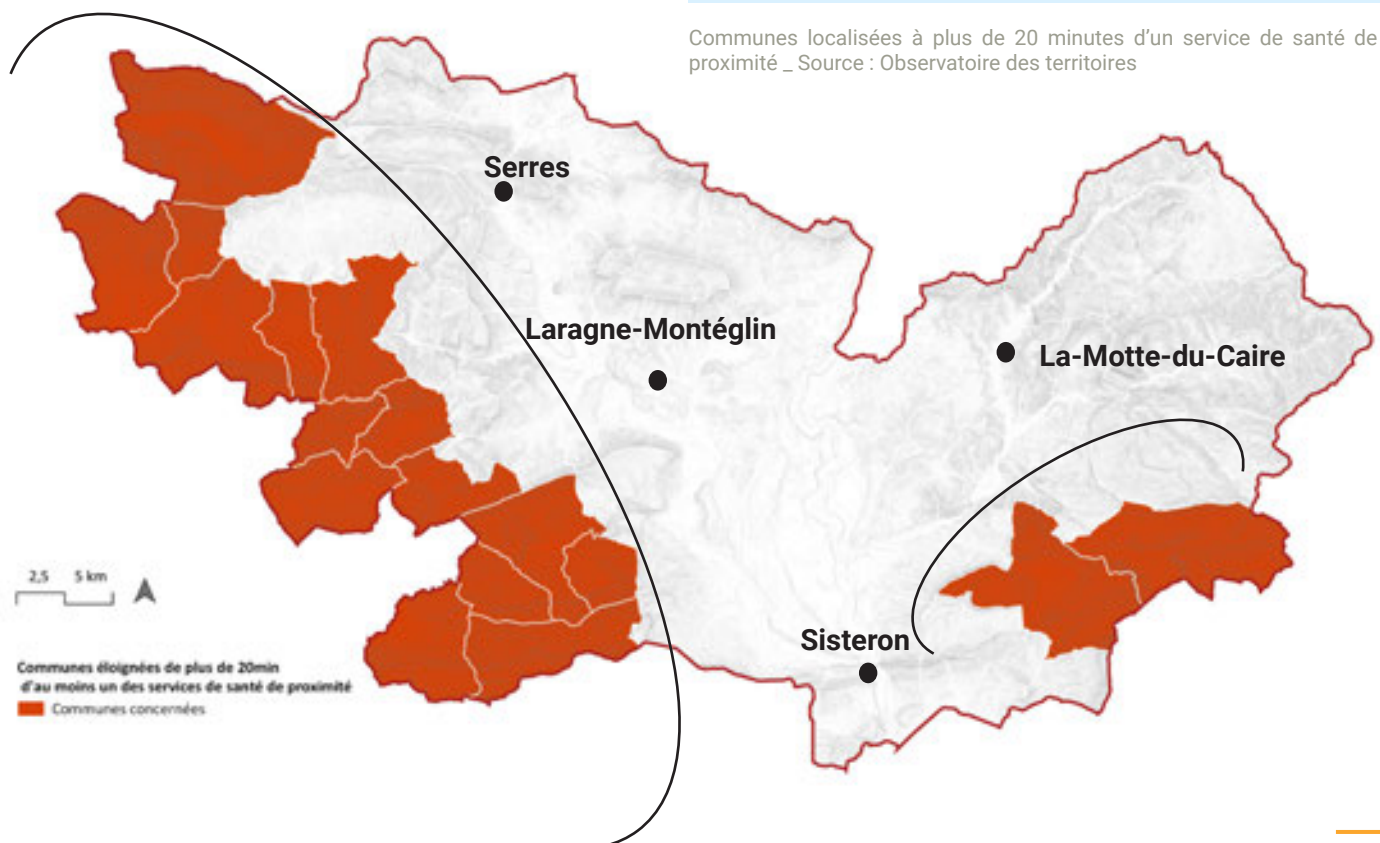 Communes localisées à plus de 20 minutes d’un service de santé de
proximité _ Source : Observatoire des territoires
Serres
Laragne-Montéglin
La-Motte-du-Caire
Sisteron
2,5 5 km
Communes éloignées de plus de 20min
d'au moins un des services de santé de proximité
Communes concernées